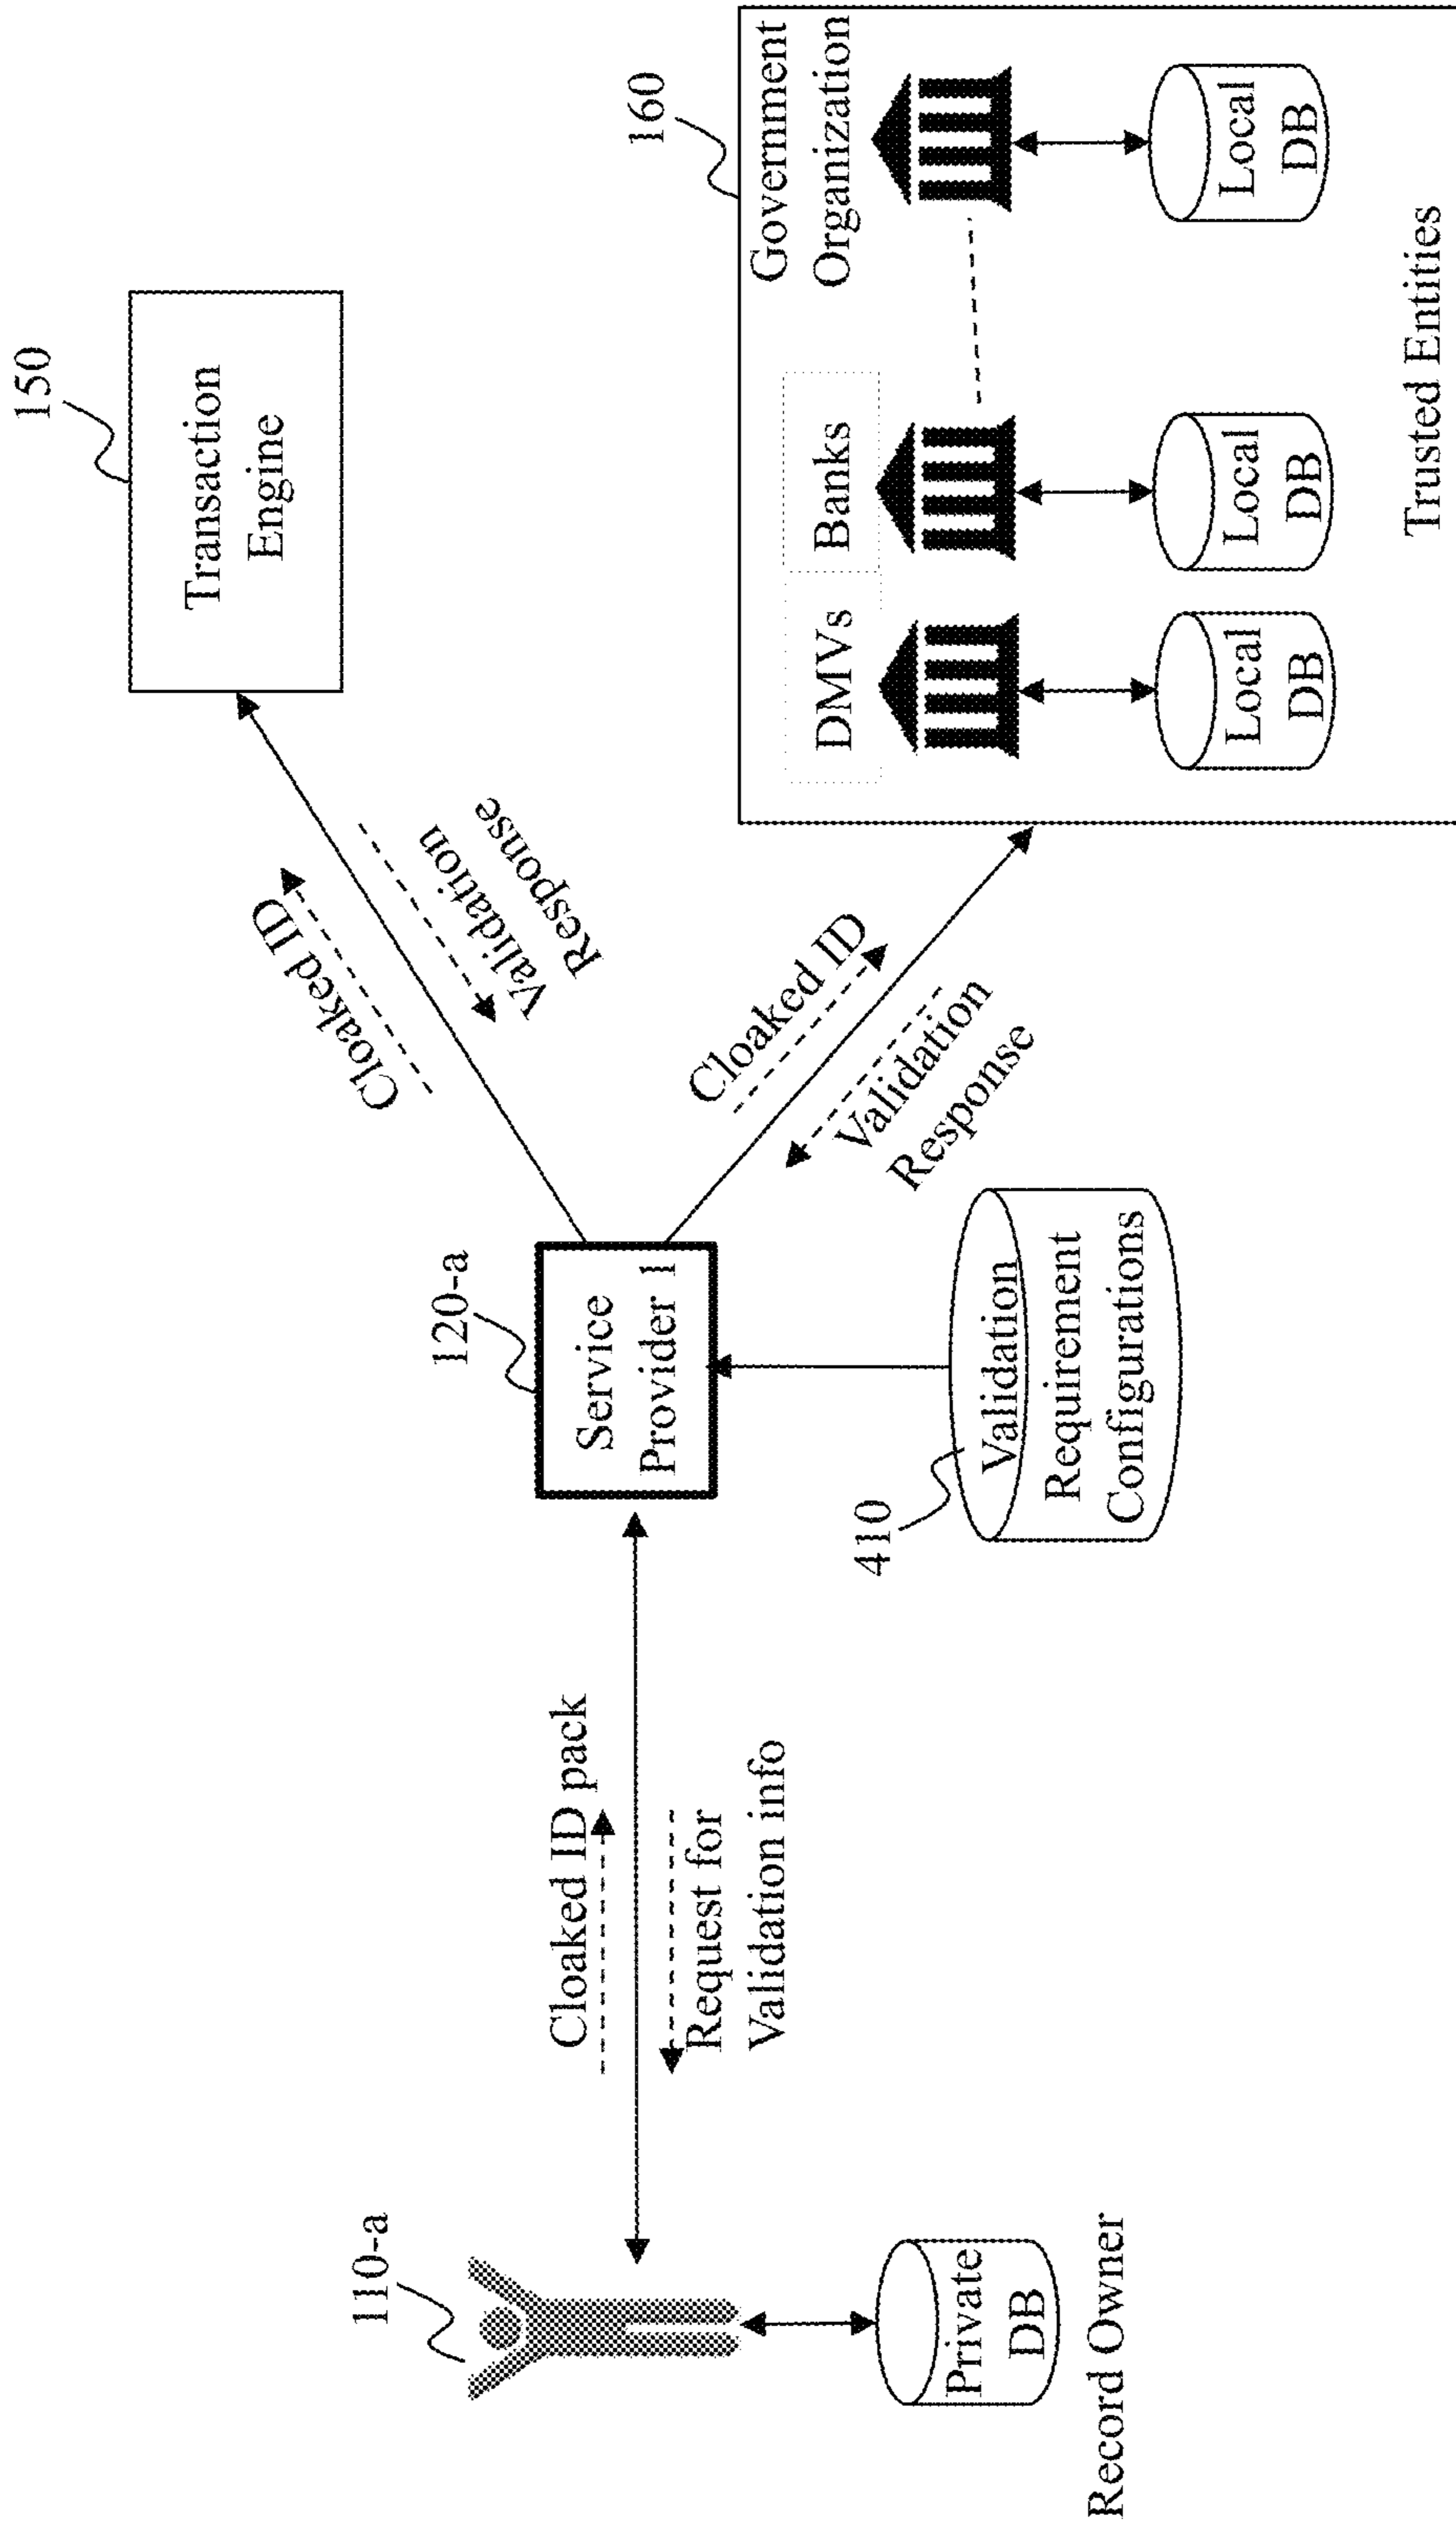 110-a
Private
DB
Record Owner
Cloaked ID pack
Request for
Validation info
120-a
Service
Provider 1
410
Validation
Requirement
Configurations
Cloaked ID
Validation
Response
Cloaked ID
Validation
Response
150
Transaction
Engine
160
Government
Organization
DMVs
Banks
Local
DB
Local
DB
Local
DB
Trusted Entities